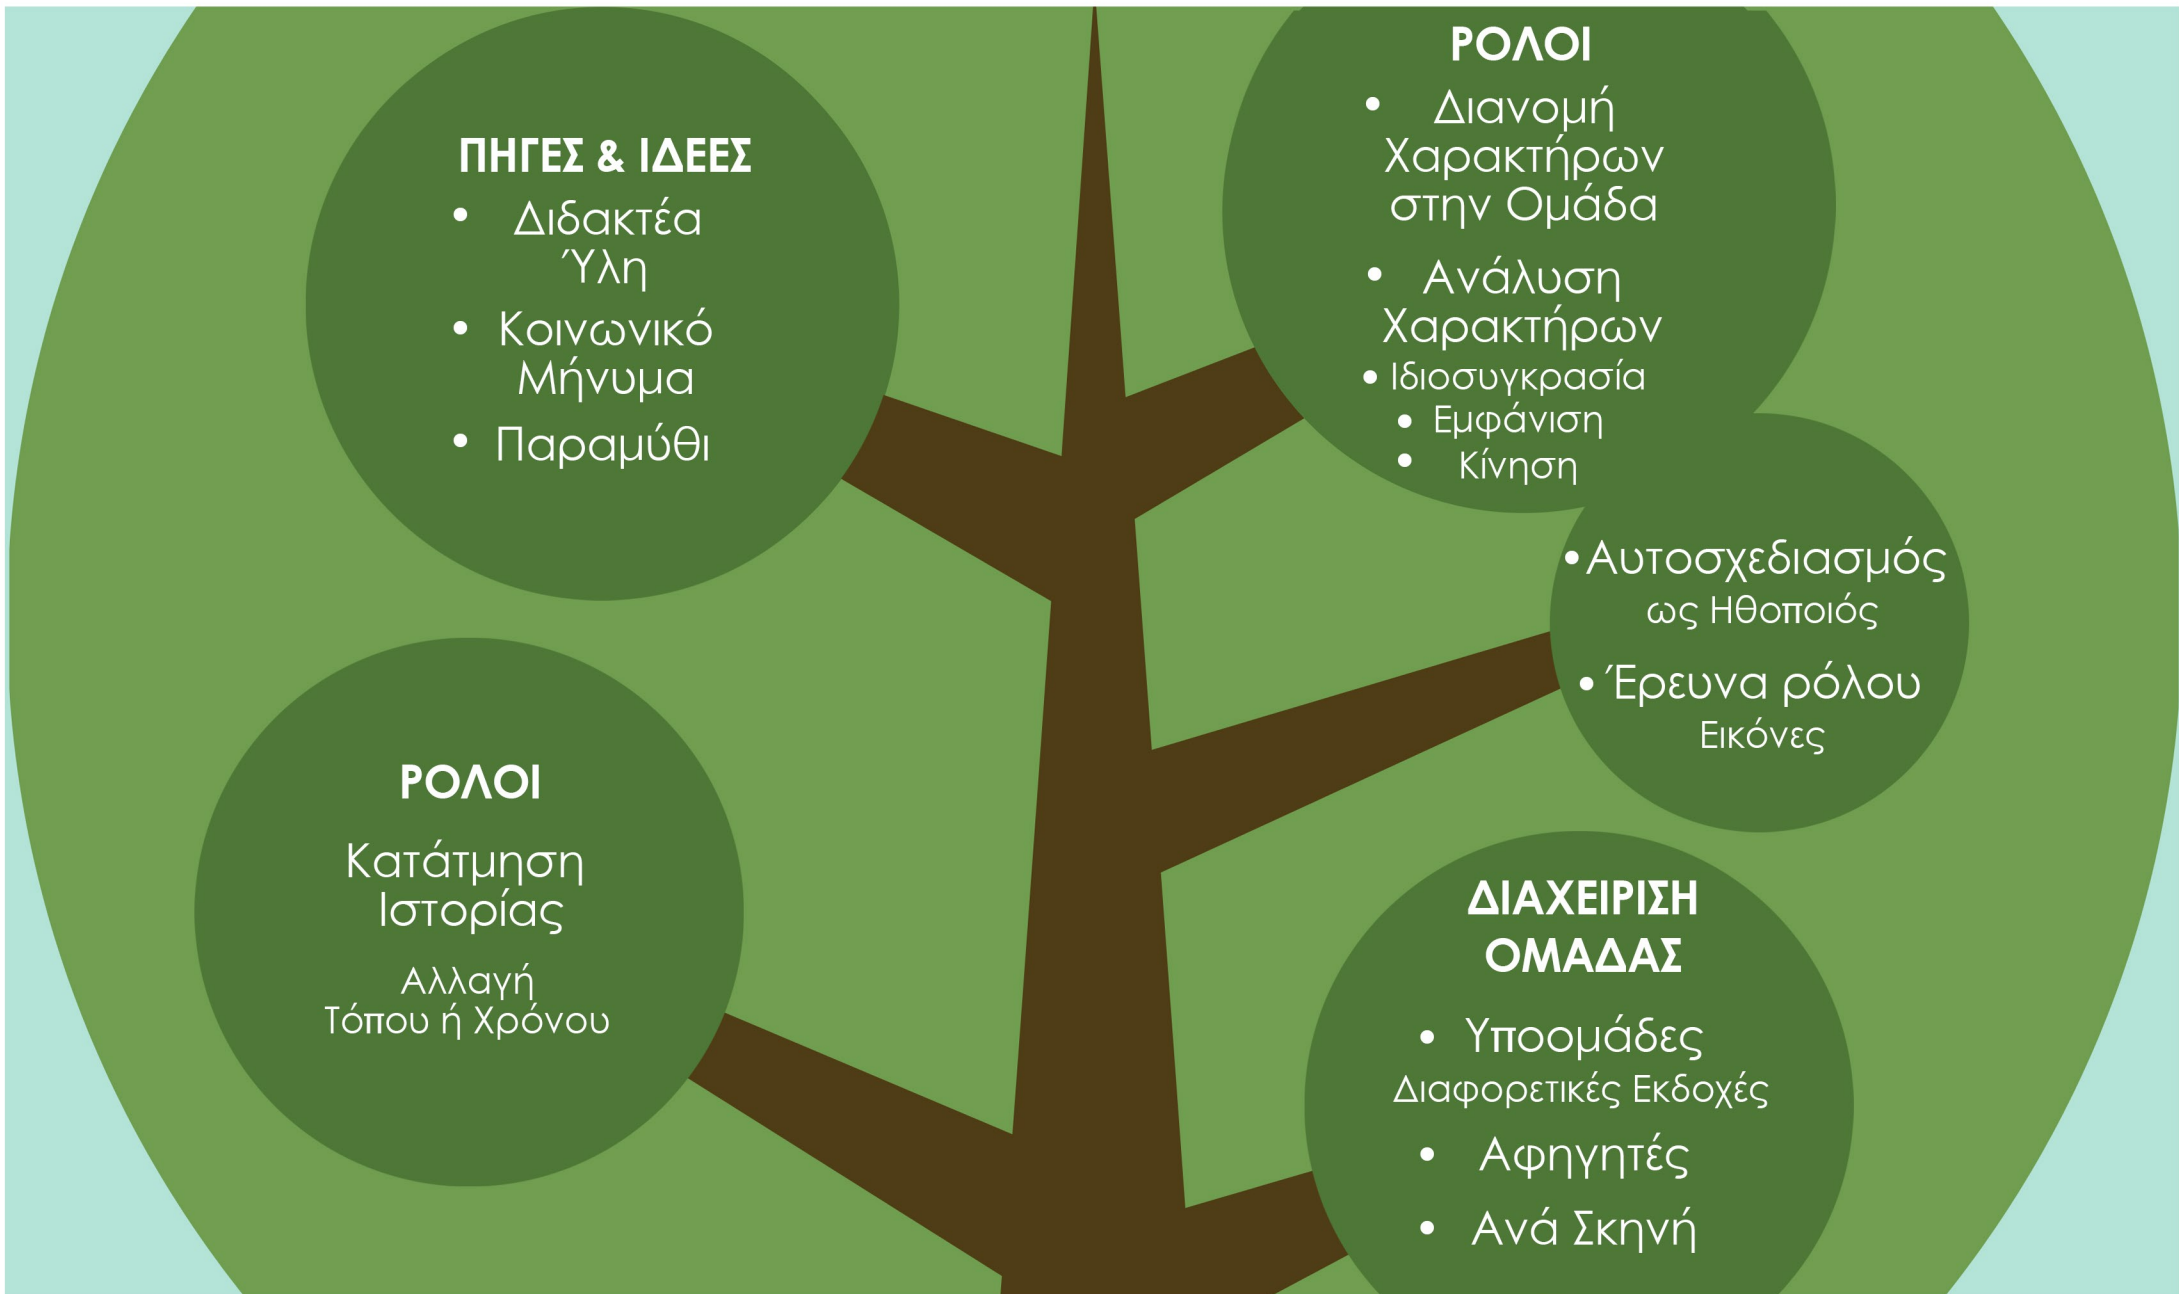 ΠΗΓΕΣ & ΙΔΕΕΣ
• Διδακτέα
Ύλη
• Κοινωνικό
Μήνυμα
• Παραμύθι
ΡΟΛΟΙ
Κατάτμηση
Ιστορίας
Αλλαγή
Τόπου ή Χρόνου
ΡΟΛΟΙ
• Διανομή
Χαρακτήρων
στην Ομάδα
• Ανάλυση
Χαρακτήρων
• Ιδιοσυγκρασία
• Εμφάνιση
• Κίνηση
• Αυτοσχεδιασμός
ως Ηθοποιός
• Έρευνα ρόλου
Εικόνες
ΔΙΑΧΕΙΡΙΣΗ
ΟΜΑΔΑΣ
• Υποομάδες
Διαφορετικές Εκδοχές
• Αφηγητές
• Ανά Σκηνή